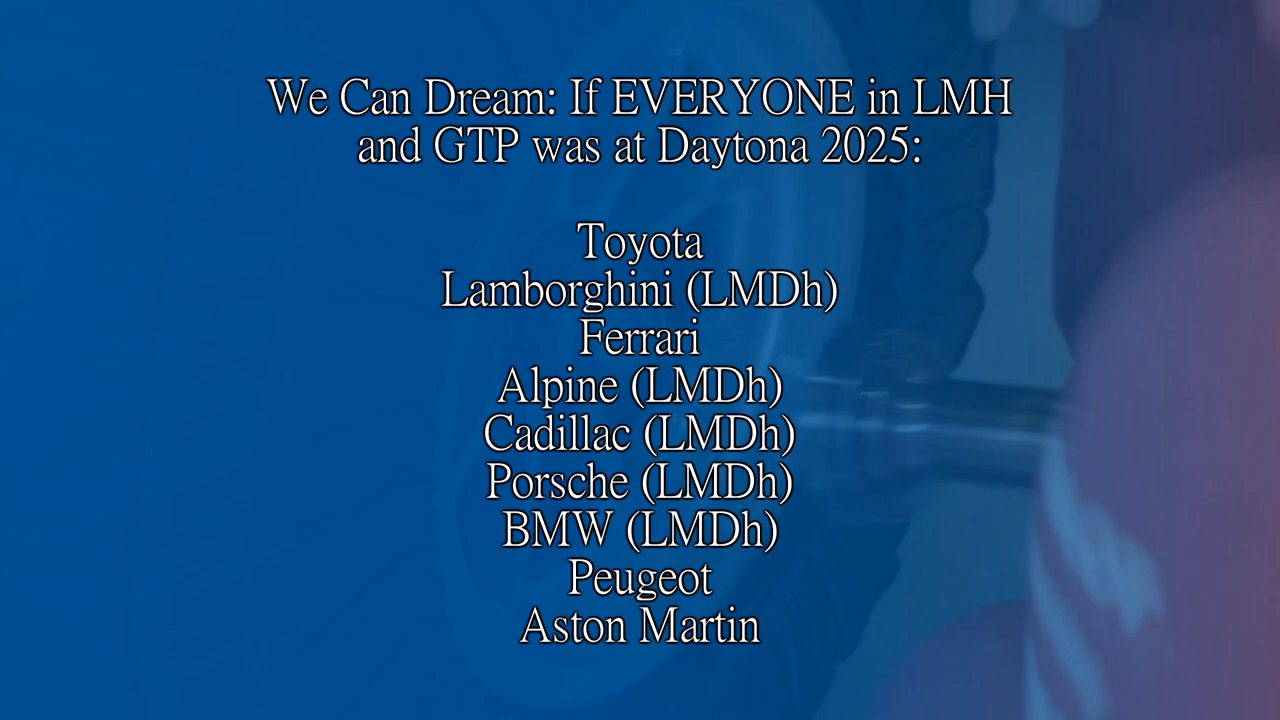 We Can Dream: If EVERYONE in LMH
and GTP was at Daytona 2025:
Toyota
Lamborghini (LMDh)
Ferrari
Alpine (LMDh)
Cadillac (LMDh)
Porsche (LMDh)
BMW (LMDh)
Peugeot
Aston Martin